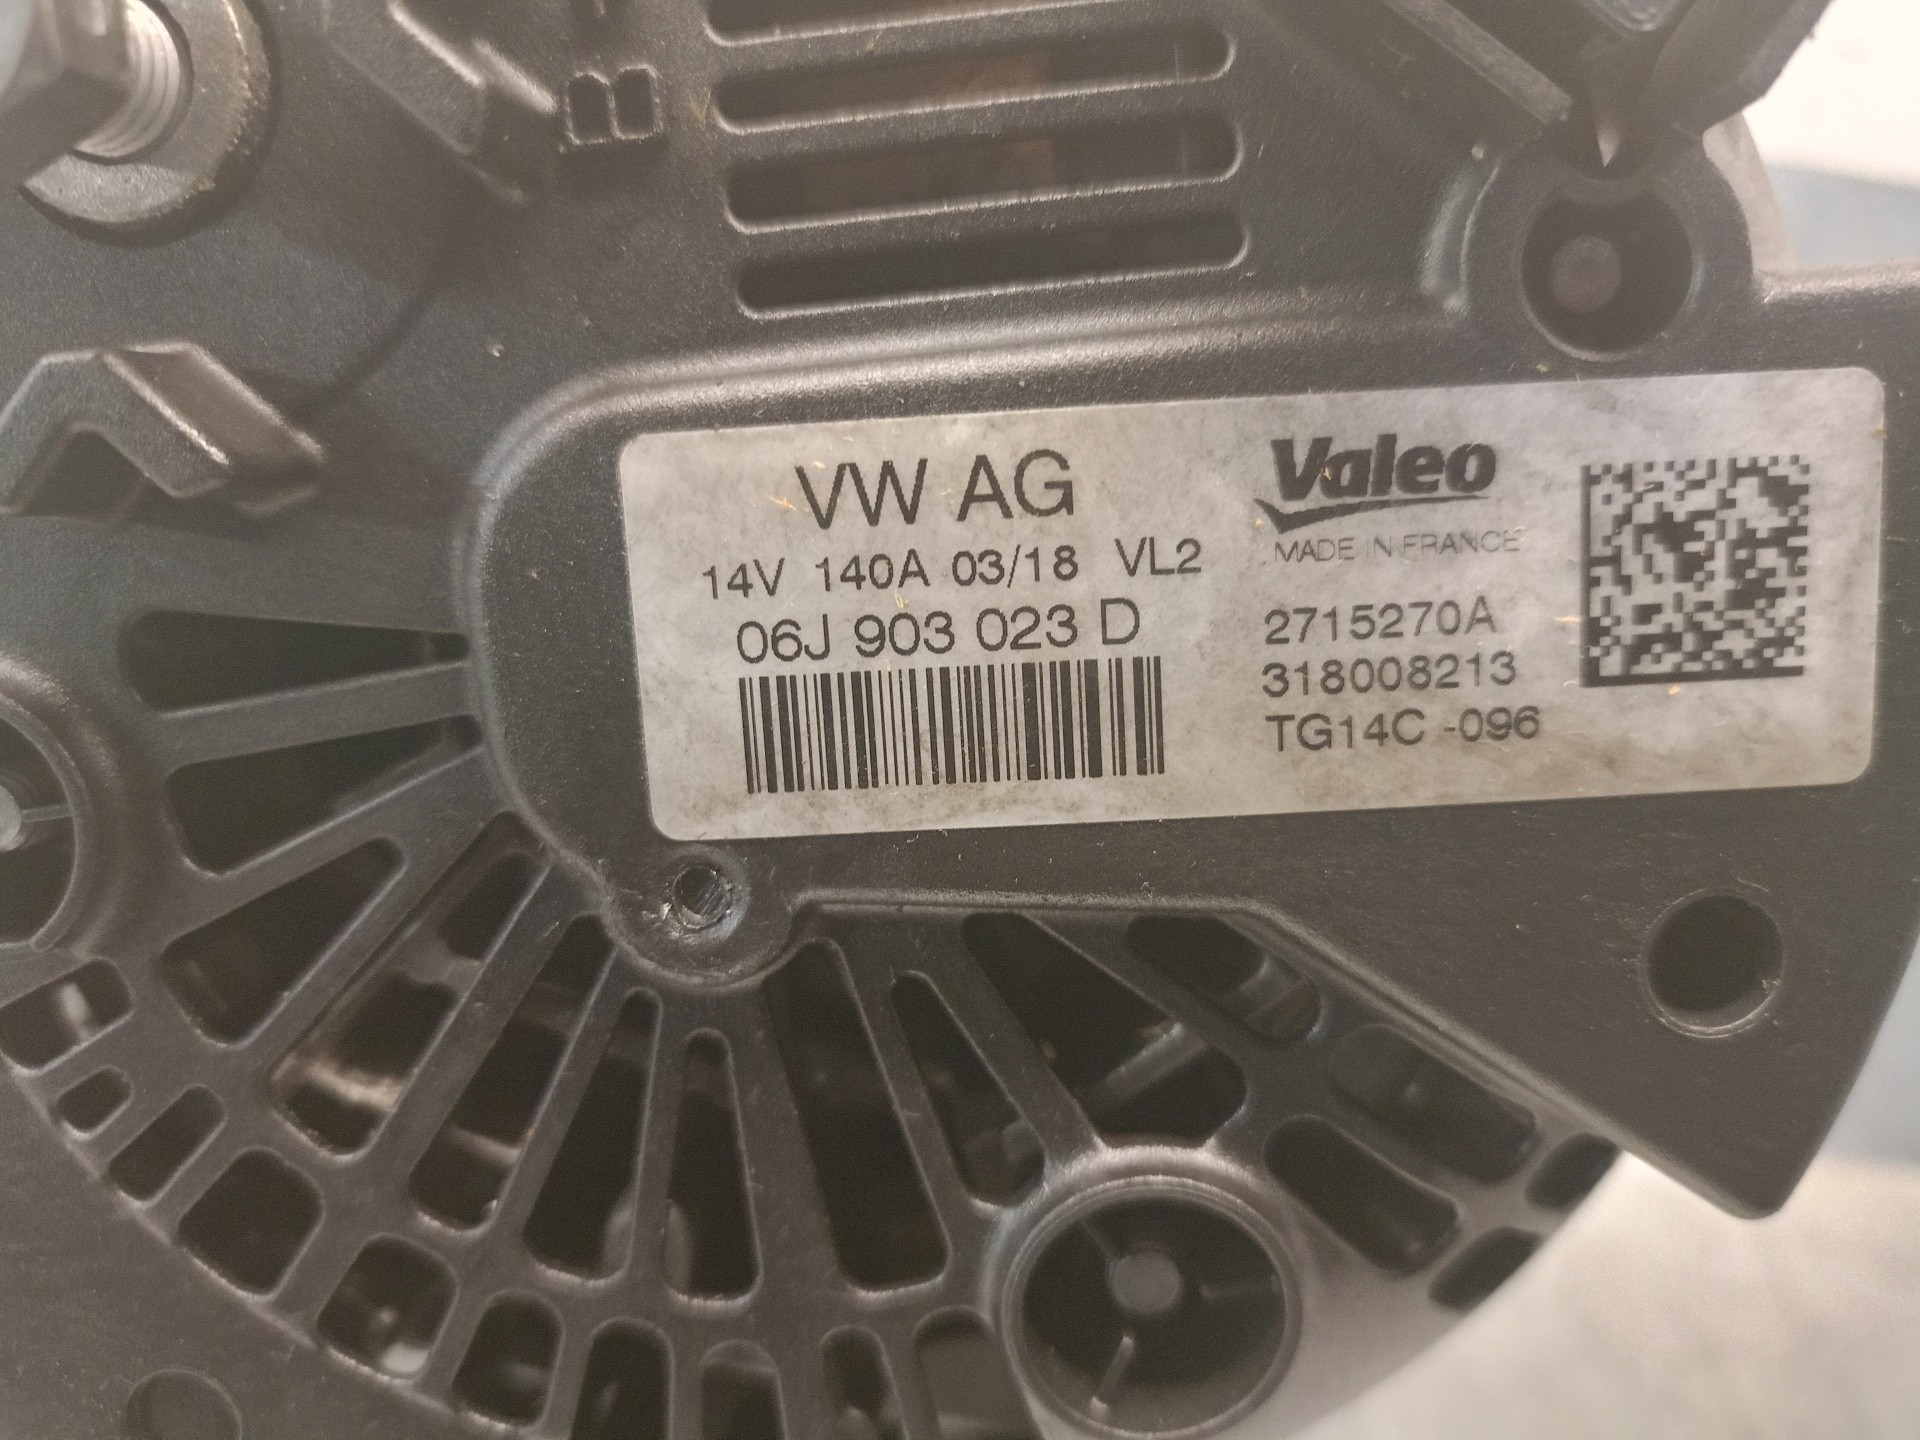 B+
VW AG
14V 140A 03/18 VL2
06J 903 023 D
Valeo
MADE IN FRANCE
2715270A
318008213
TG14C -096